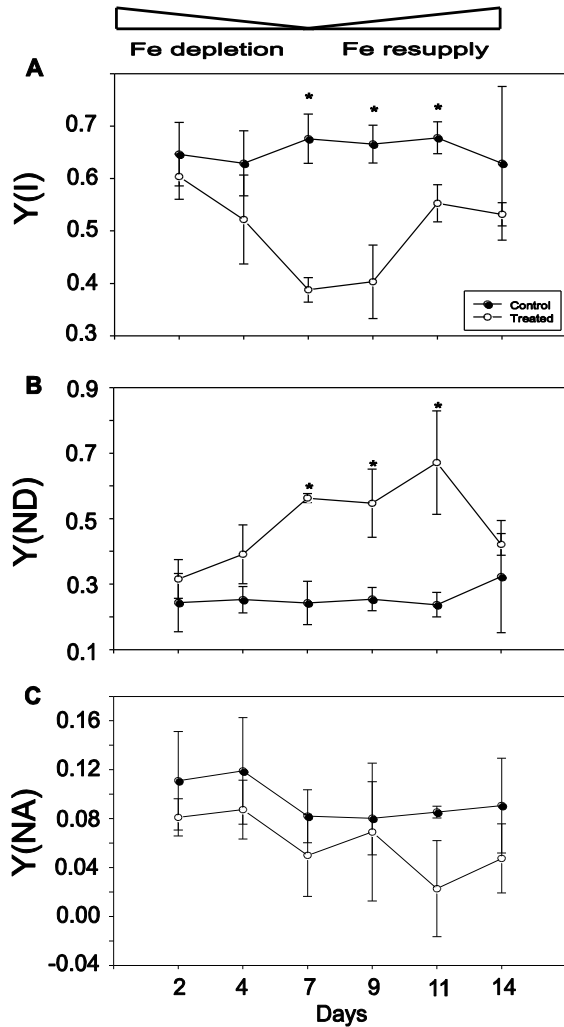 Fe depletion Fe resupply
A
* * *
0.7
0.6
0.5
0.4
0.3
Y(I)
Control
Treated
B
* * *
0.9
0.7
0.5
0.3
0.1
Y(ND)
C
0.16
0.12
0.08
0.04
0.00
-0.04
Y(NA)
2 4 7 9 11 14
Days